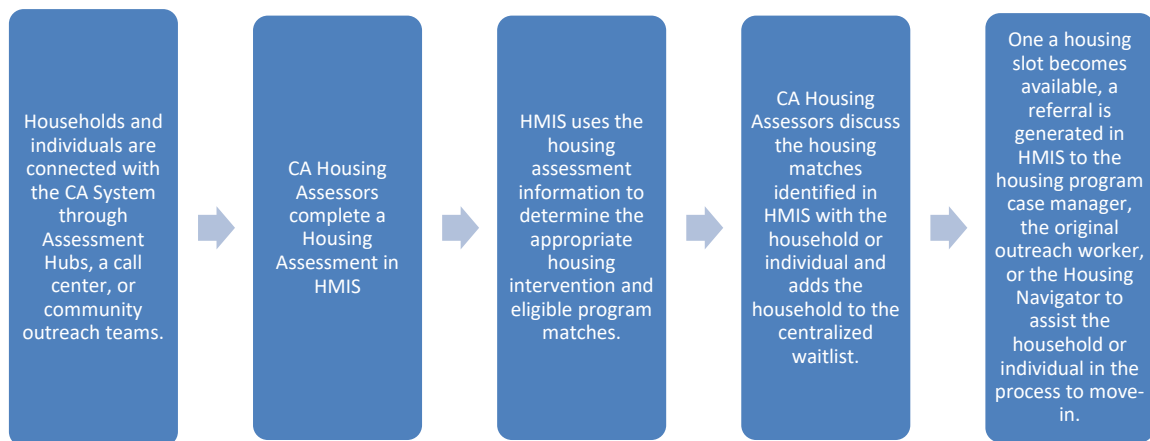 Households and
individuals are
connected with
the CA System
through
Assessment
Hubs, a call
center, or
community
outreach teams.
CA Housing
Assessors
complete a
Housing
Assessment in
HMIS
HMIS uses the
housing
assessment
information to
determine the
appropriate
housing
intervention and
eligible program
matches.
CA Housing
Assessors discuss
the housing
matches
identified in
HMIS with the
household or
individual and
adds the
household to the
centralized
waitlist.
One a housing
slot becomes
available, a
referral is
generated in
HMIS to the
housing program
case manager,
the original
outreach worker,
or the Housing
Navigator to
assist the
household or
individual in the
process to move-
in.